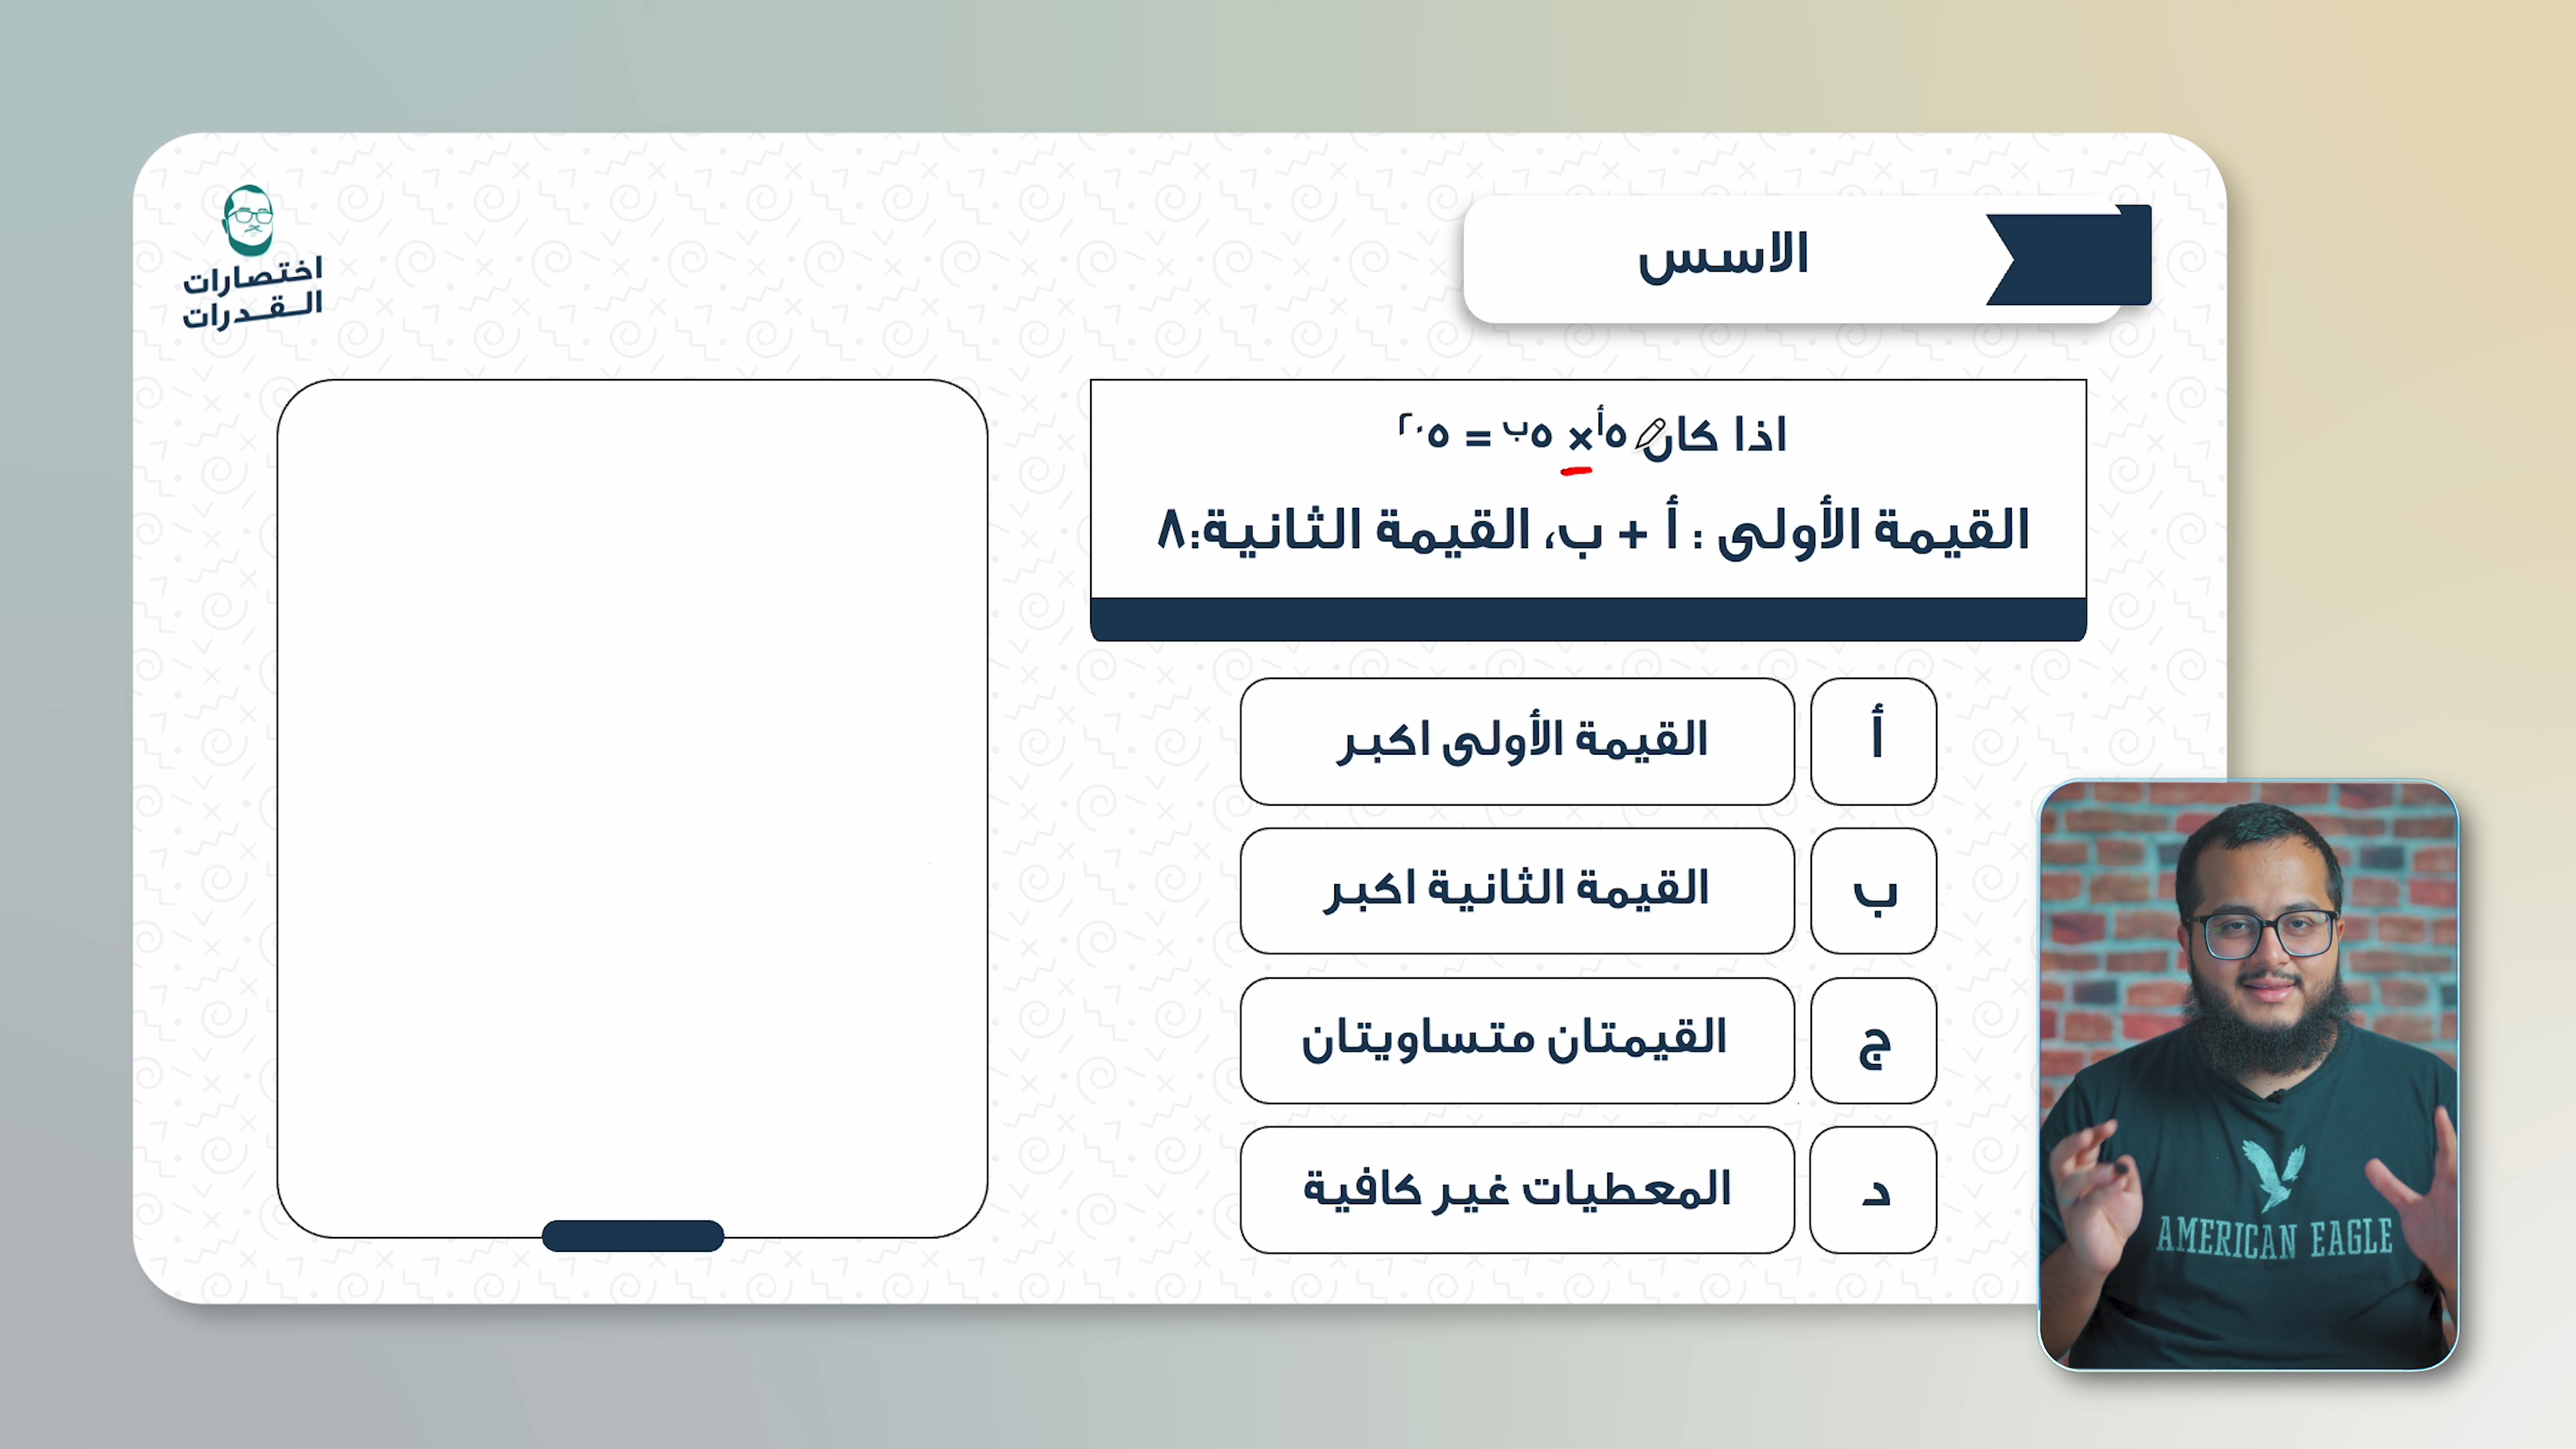 اختصارات
القدرات
الاسس
اذا كان ٥أ× ٥ب = ٥٢٠
القيمة الأولى : أ + ب، القيمة الثانية:٨
أ
القيمة الأولى اكبر
ب
القيمة الثانية اكبر
ج
القيمتان متساويتان
د
المعطيات غير كافية
AMERICAN EAGLE